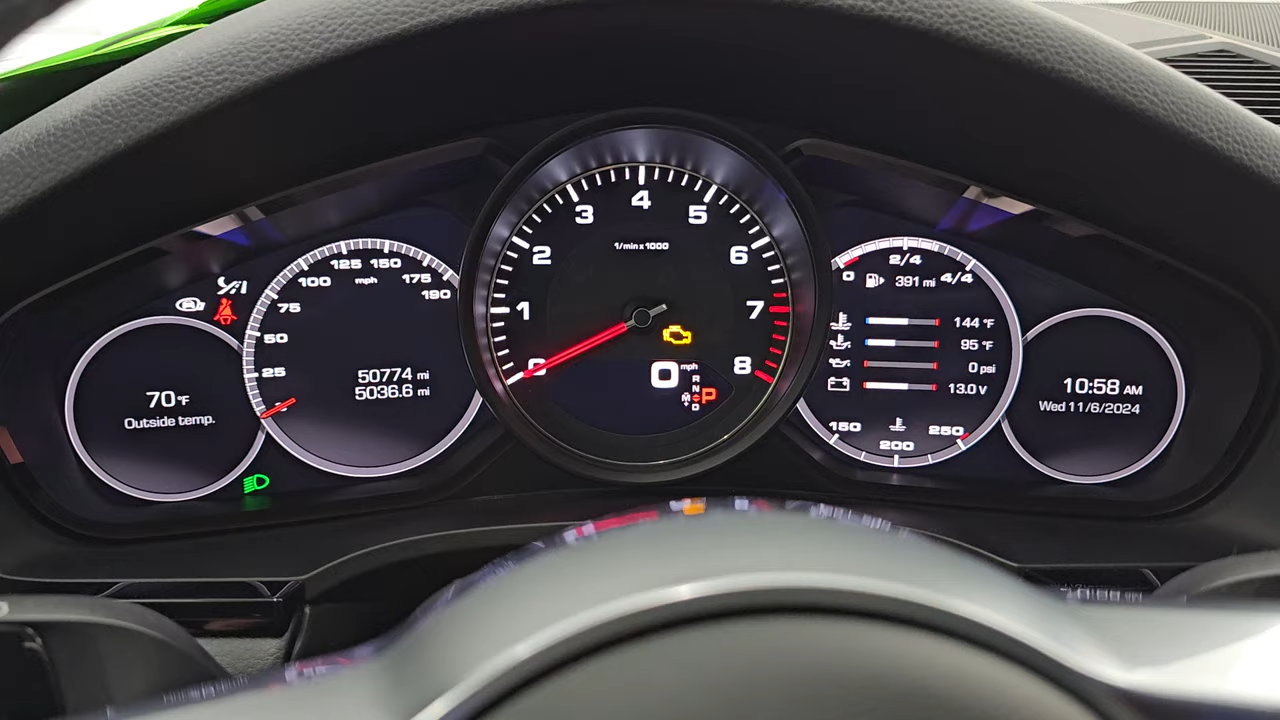 70°F
Outside temp.
25
50
75
100
125
150
175
190
mph
50774 mi
5036.6 mi
0
1
2
3
4
5
6
7
8
1/min x 1000
0 mph
R
N
D
M
+
P
0
2/4
4/4
391 mi
144 °F
95 °F
0 psi
13.0 V
150
200
250
10:58 AM
Wed 11/6/2024